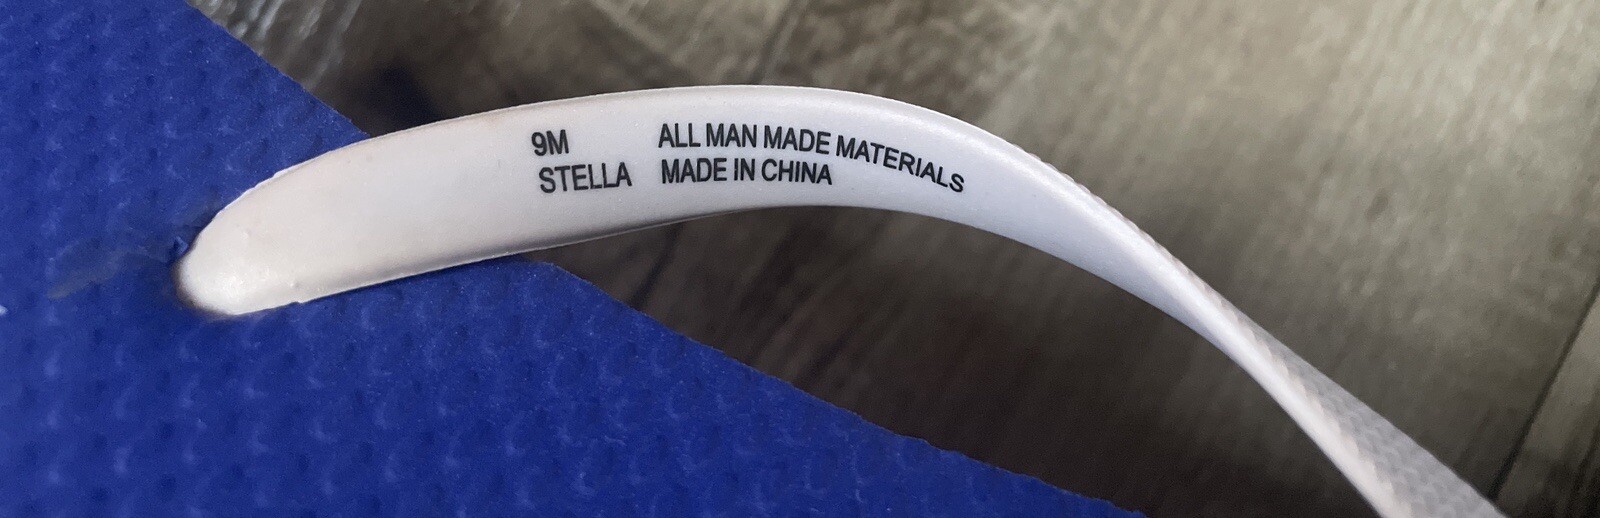 9M
STELLA
ALL MAN MADE MATERIALS
MADE IN CHINA